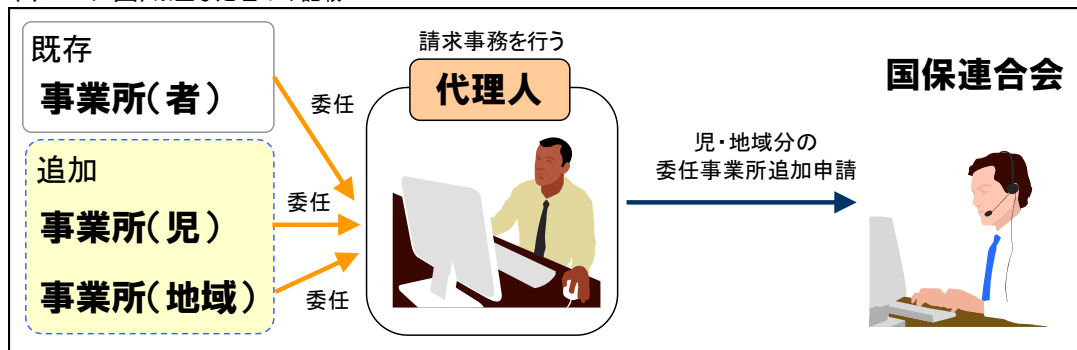 既存
事業所(者)
追加
事業所(児)
事業所(地域)
委任
委任
委任
請求事務を行う
代理人
児・地域分の
委任事業所追加申請
国保連合会